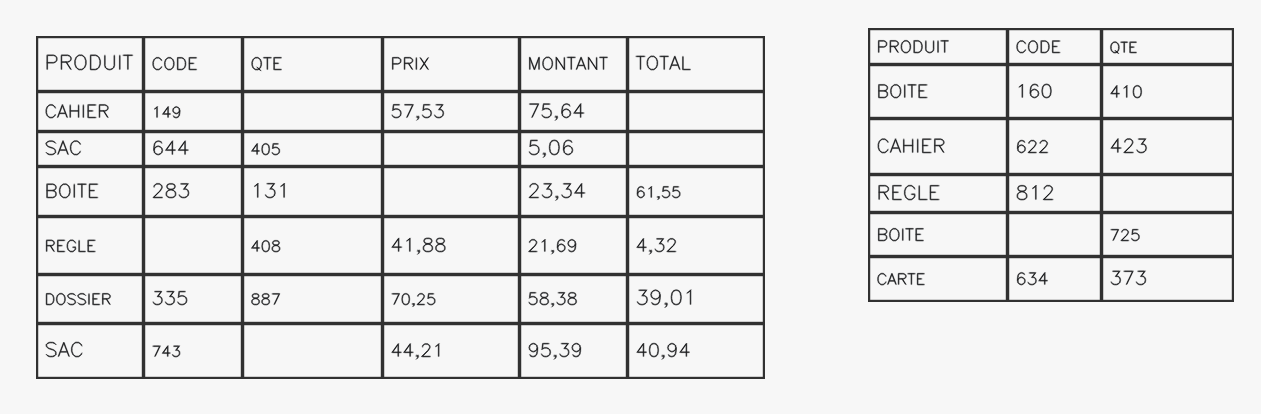 PRODUIT CODE QTE PRIX MONTANT TOTAL
CAHIER 149 57,53 75,64
SAC 644 405 5,06
BOITE 283 131 23,34 61,55
REGLE 408 41,88 21,69 4,32
DOSSIER 335 887 70,25 58,38 39,01
SAC 743 44,21 95,39 40,94
PRODUIT CODE QTE
BOITE 160 410
CAHIER 622 423
REGLE 812
BOITE 725
CARTE 634 373